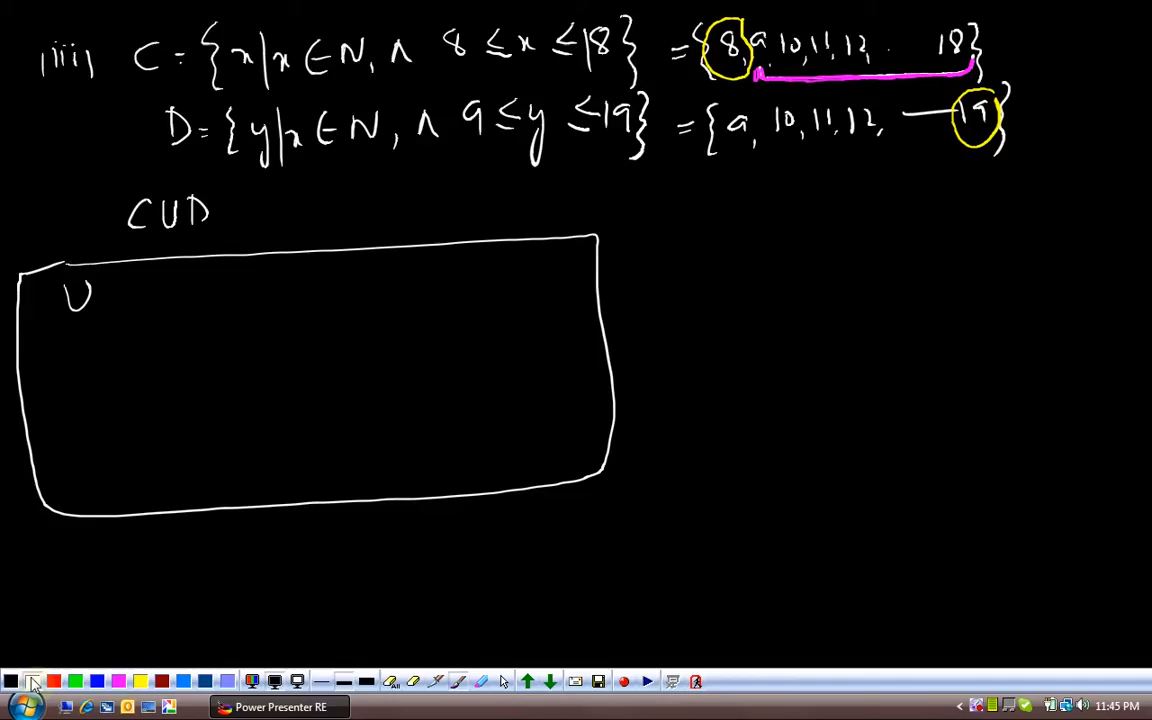 iii) C = {x|x ∈ N, ∧ 8 ≤ x ≤ 18} = {8, 9, 10, 11, 12, . 18}
D = {y|x ∈ N, ∧ 9 ≤ y ≤ 19} = {9, 10, 11, 12, — 19}
C U D
U
Power Presenter RE
11:45 PM